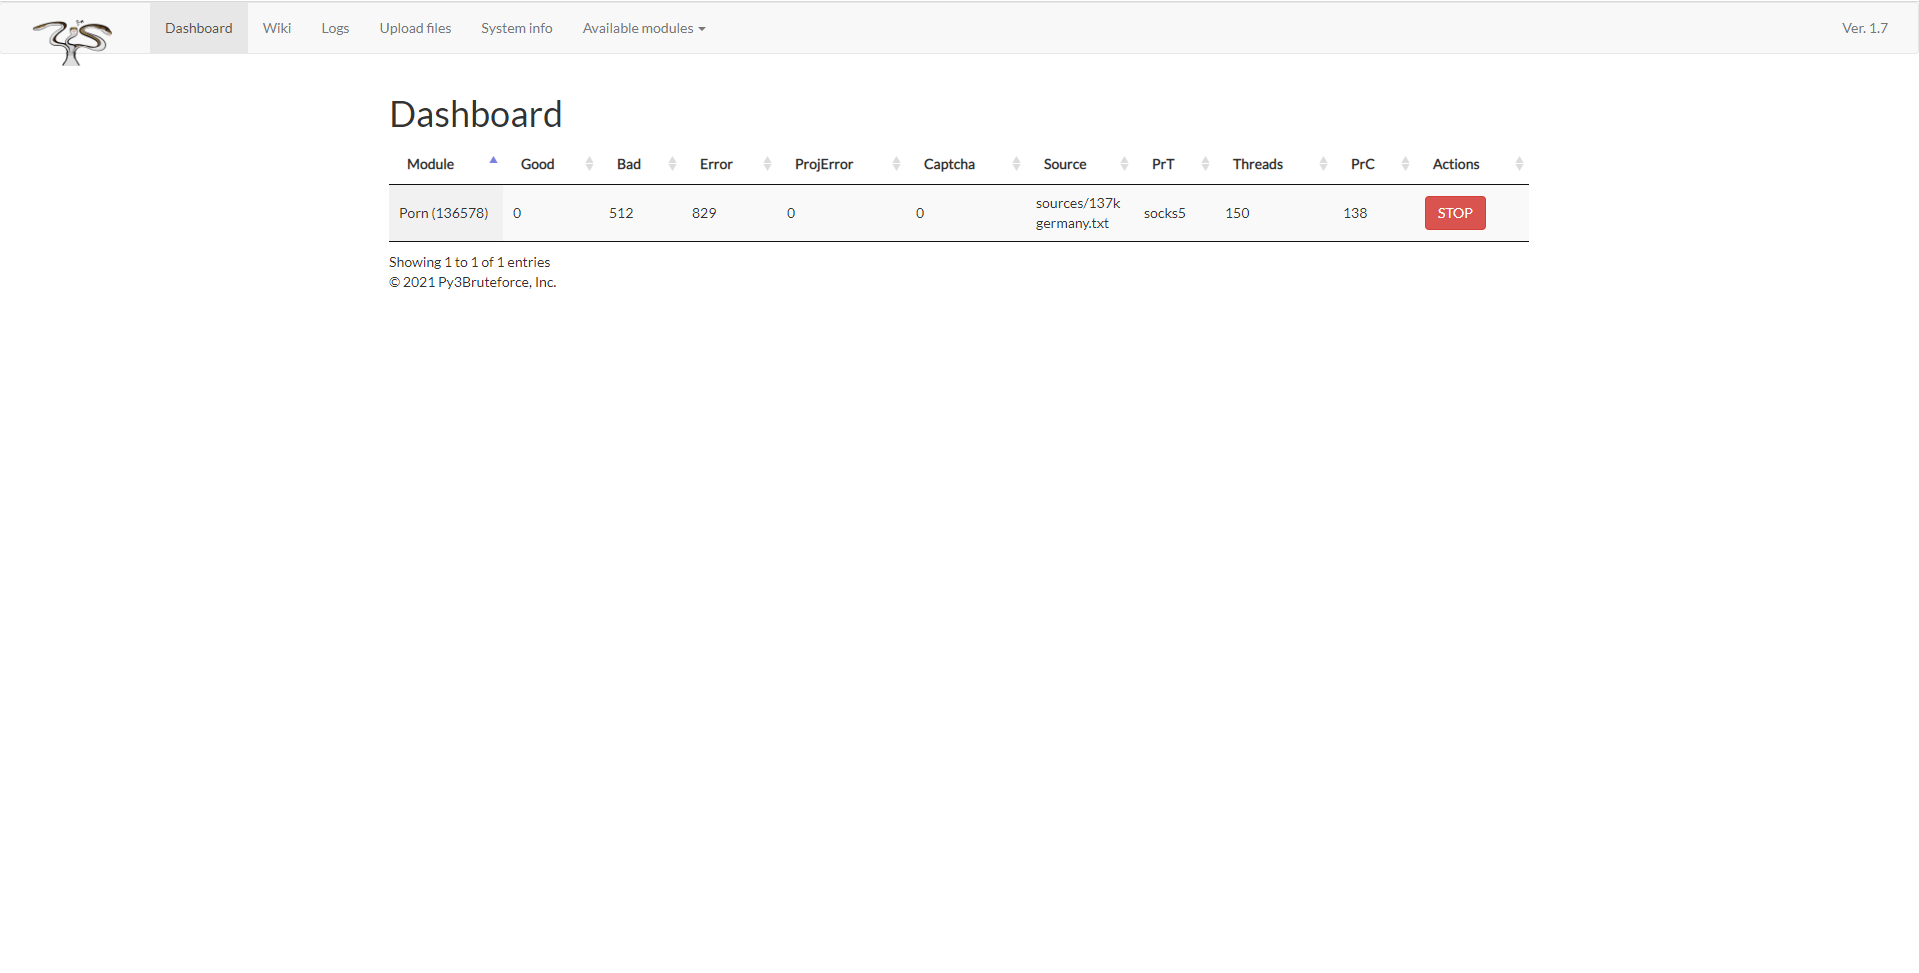 Dashboard Wiki Logs Upload files System info Available modules Ver. 1.7
Dashboard
Module Good Bad Error ProjError Captcha Source PrT Threads PrC Actions
Porn (136578) 0 512 829 0 0 sources/137k socks5 150 138 STOP
germany.txt
Showing 1 to 1 of 1 entries
© 2021 Py3Bruteforce, Inc.